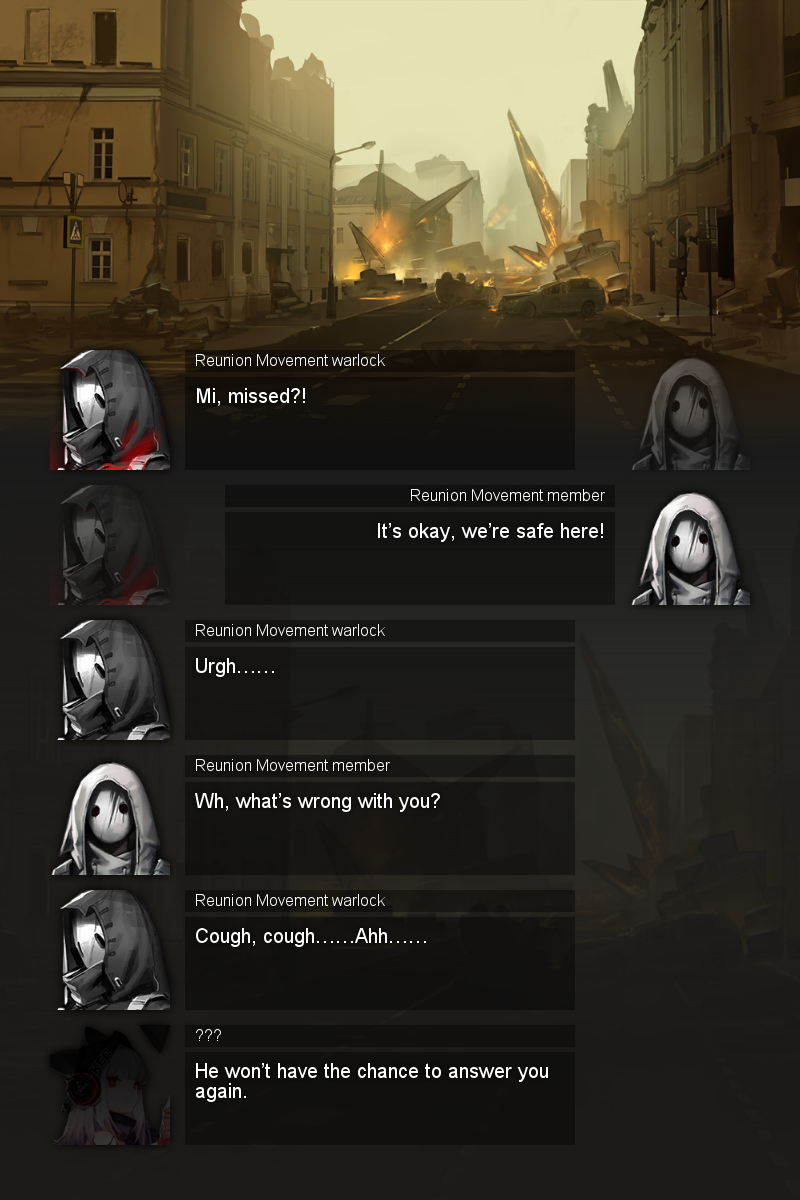 Reunion Movement warlock
Mi, missed?!
Reunion Movement member
It's okay, we're safe here!
Reunion Movement warlock
Urgh……
Reunion Movement member
Wh, what's wrong with you?
Reunion Movement warlock
Cough, cough……Ahh……
???
He won't have the chance to answer you
again.